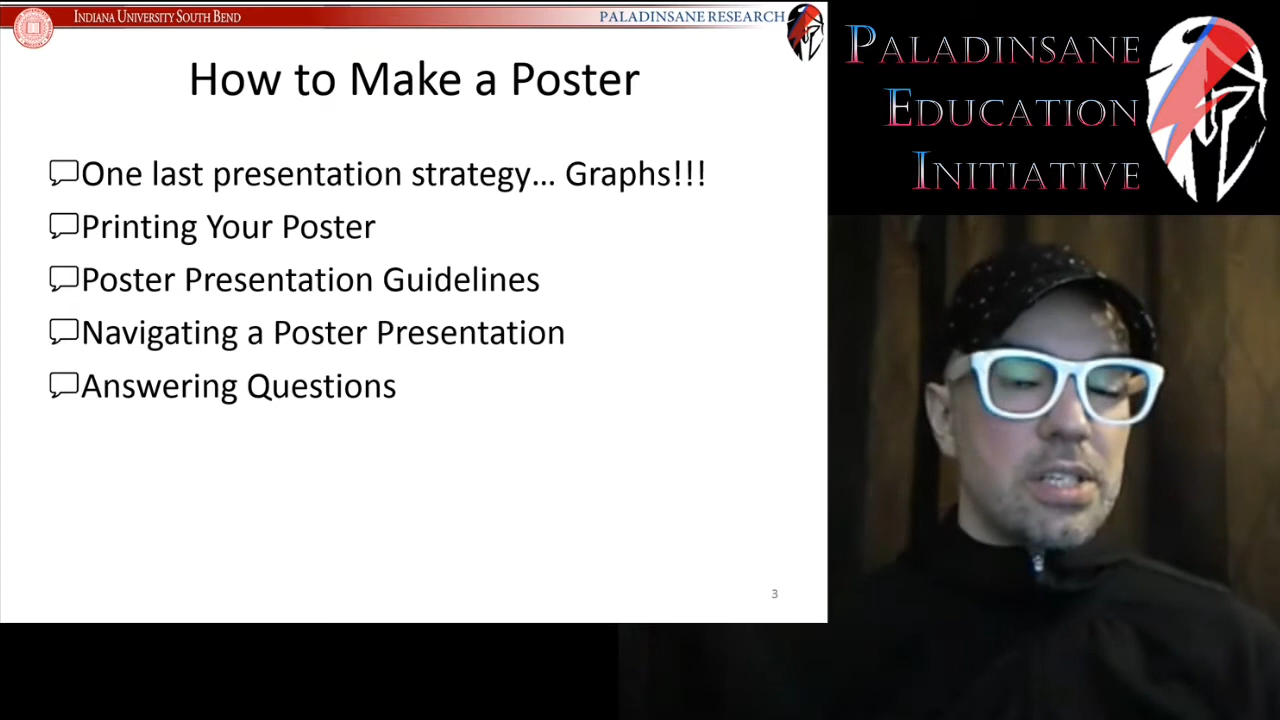 INDIANA UNIVERSITY SOUTH BEND
PALADINSANE RESEARCH
How to Make a Poster
One last presentation strategy... Graphs!!!
Printing Your Poster
Poster Presentation Guidelines
Navigating a Poster Presentation
Answering Questions
3
PALADINSANE
EDUCATION
INITIATIVE